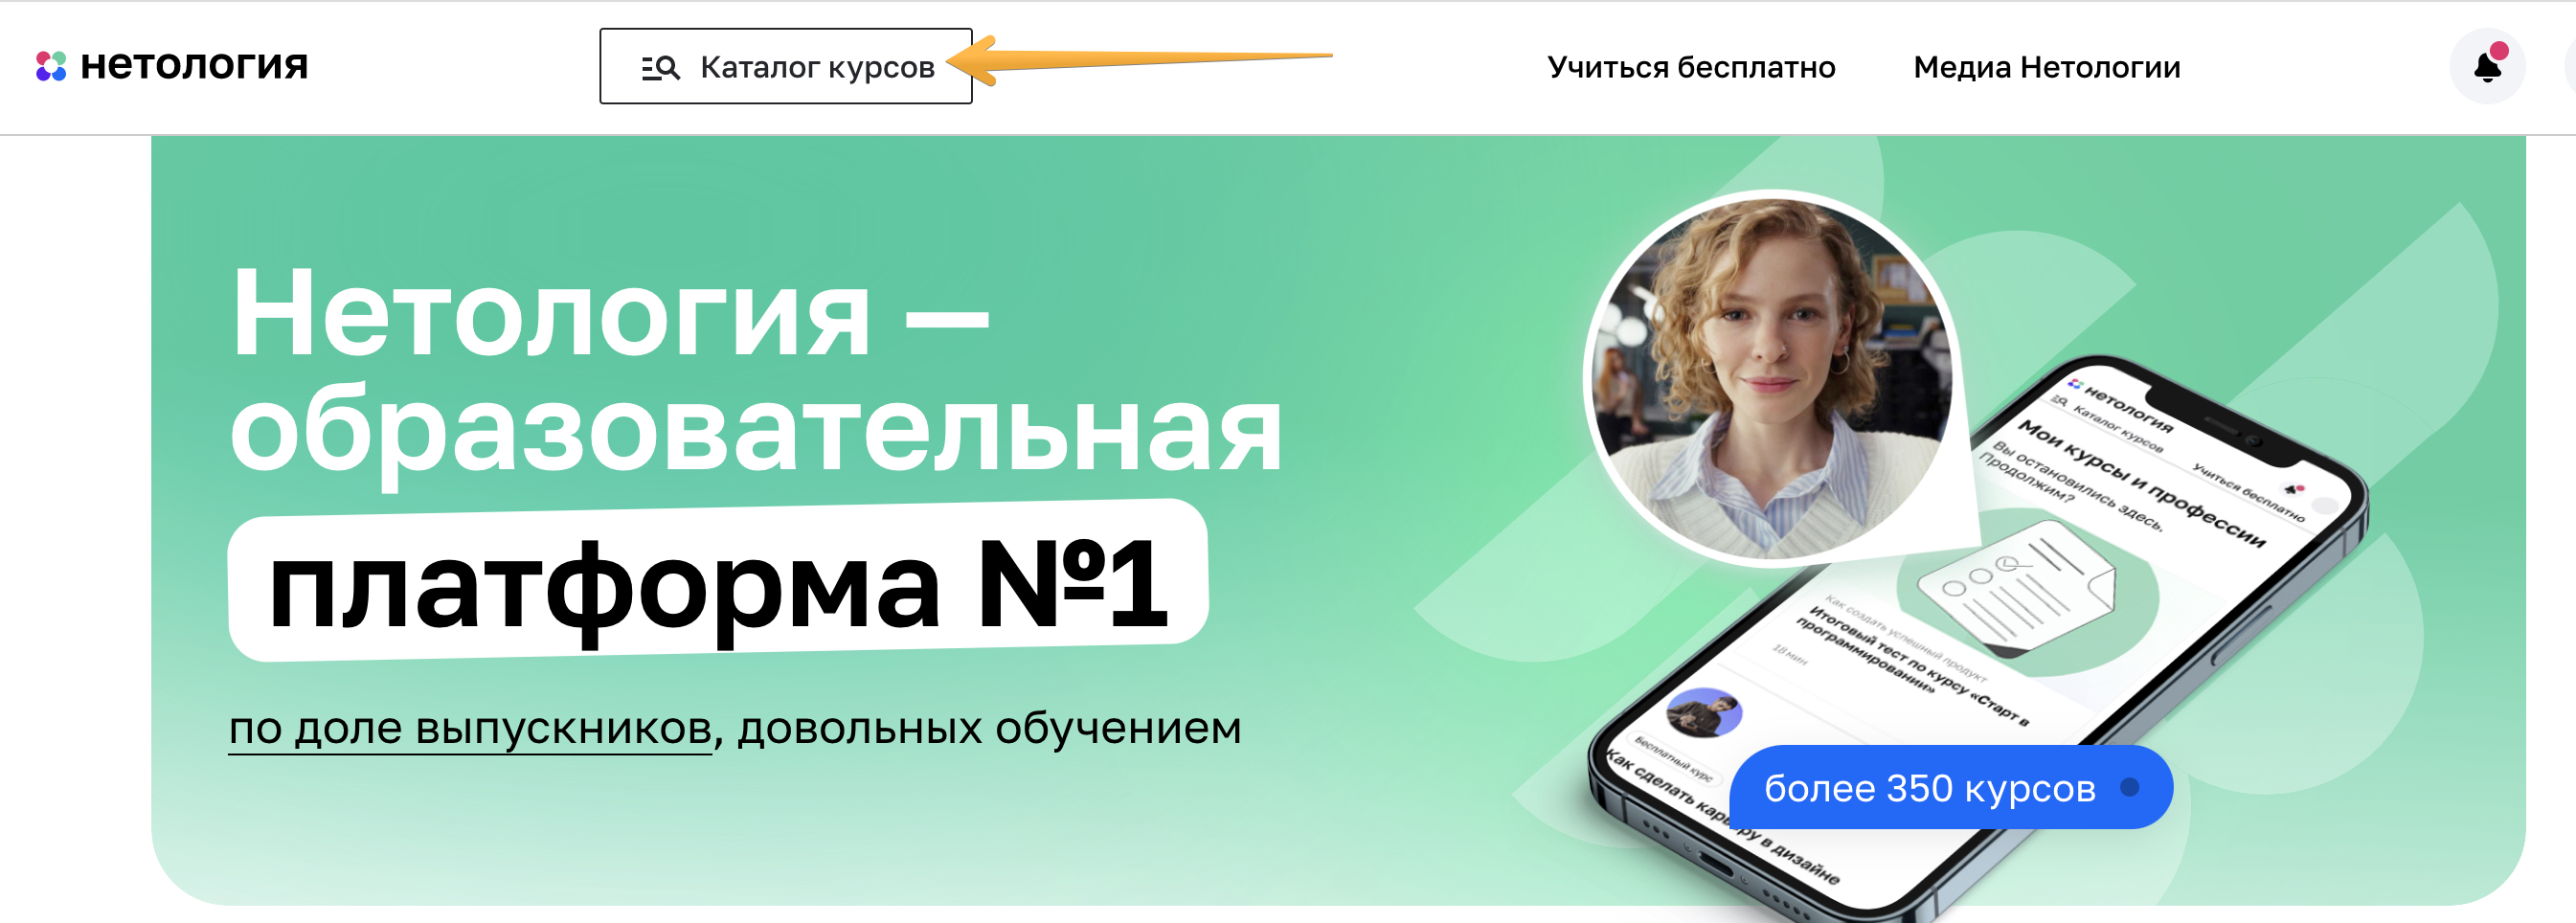 нетология
Каталог курсов
Учиться бесплатно
Медиа Нетологии
Нетология —
образовательная
платформа №1
по доле выпускников, довольных обучением
нетология
Каталог курсов
Учиться бесплатно
Мои курсы и профессии
Вы остановились здесь.
Продолжим?
Как создать успешный продукт
Итоговый тест по курсу «Старт в
программировании»
18 мин
Бесплатный курс
Как сделать карьеру в дизайне
более 350 курсов